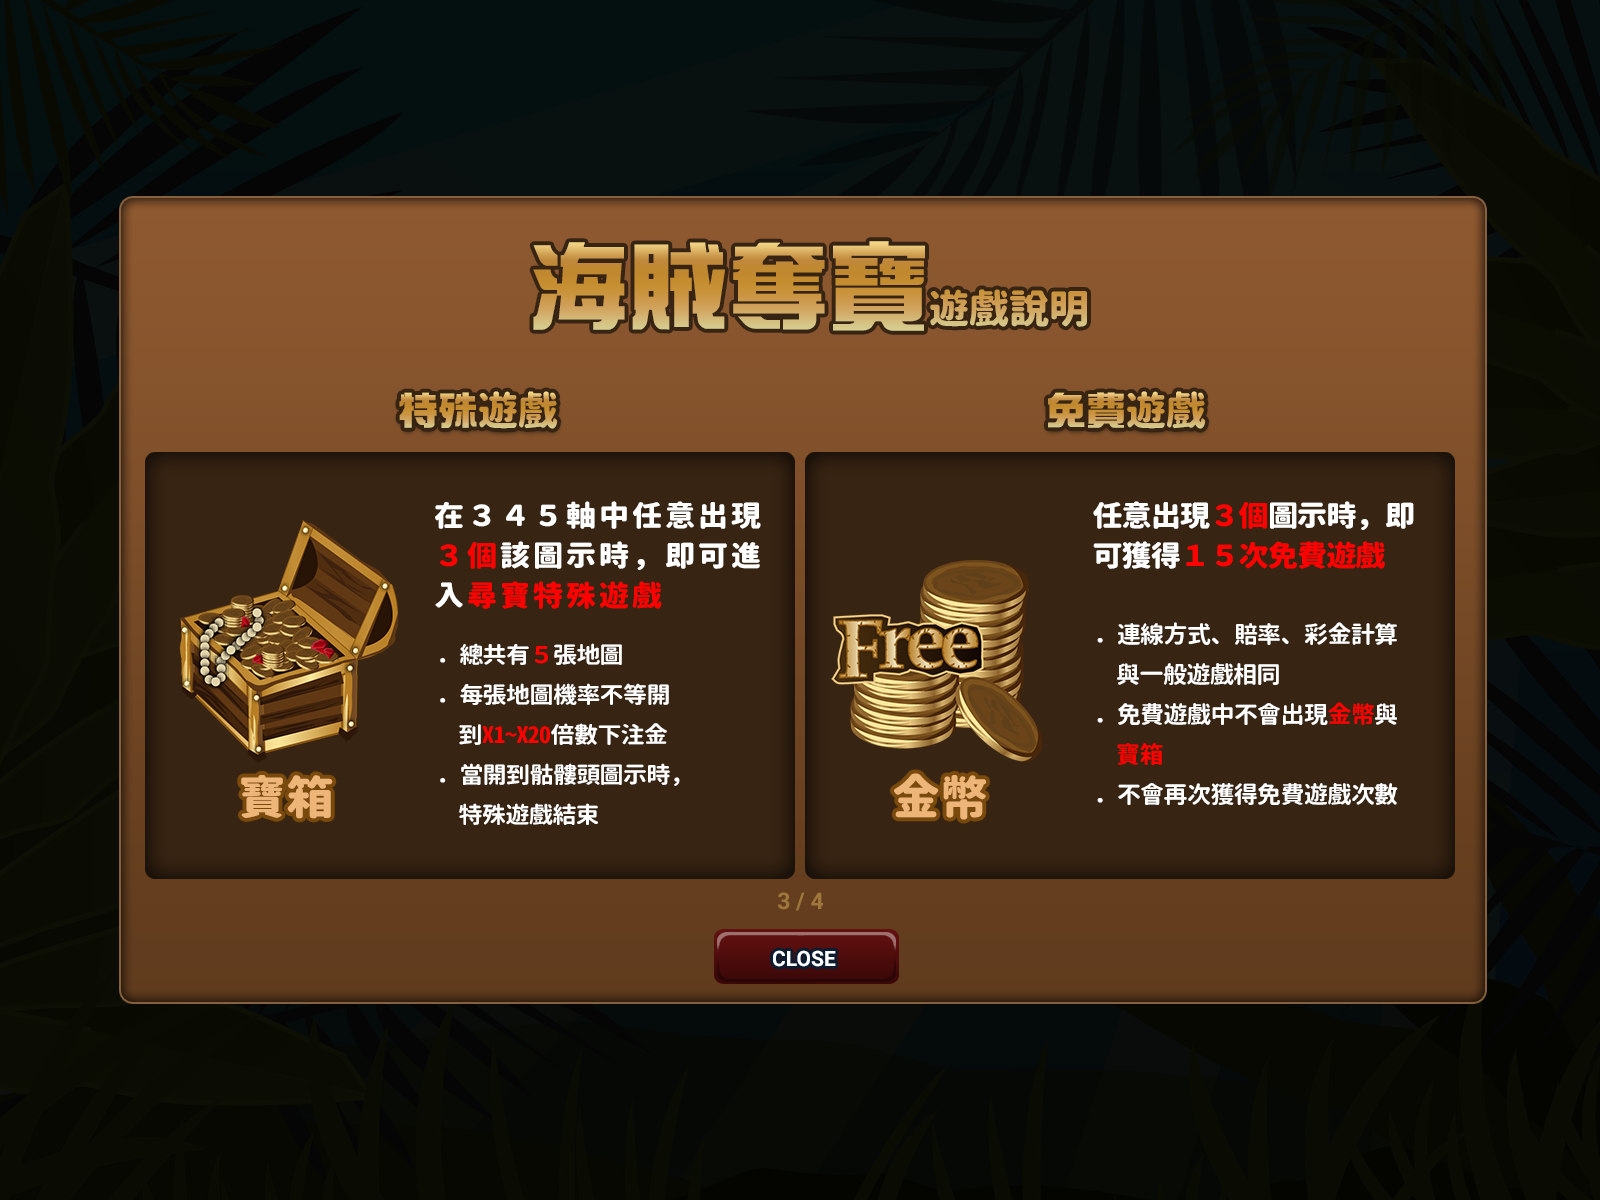 海賊奪寶遊戲說明
特殊遊戲
在３４５軸中任意出現
３個該圖示時，即可進
入尋寶特殊遊戲
．總共有５張地圖
．每張地圖機率不等開
到X1~X20倍數下注金
．當開到骷髏頭圖示時，
特殊遊戲結束
寶箱
免費遊戲
任意出現３個圖示時，即
可獲得１５次免費遊戲
．連線方式、賠率、彩金計算
與一般遊戲相同
．免費遊戲中不會出現金幣與
寶箱
．不會再次獲得免費遊戲次數
Free
金幣
3 / 4
CLOSE